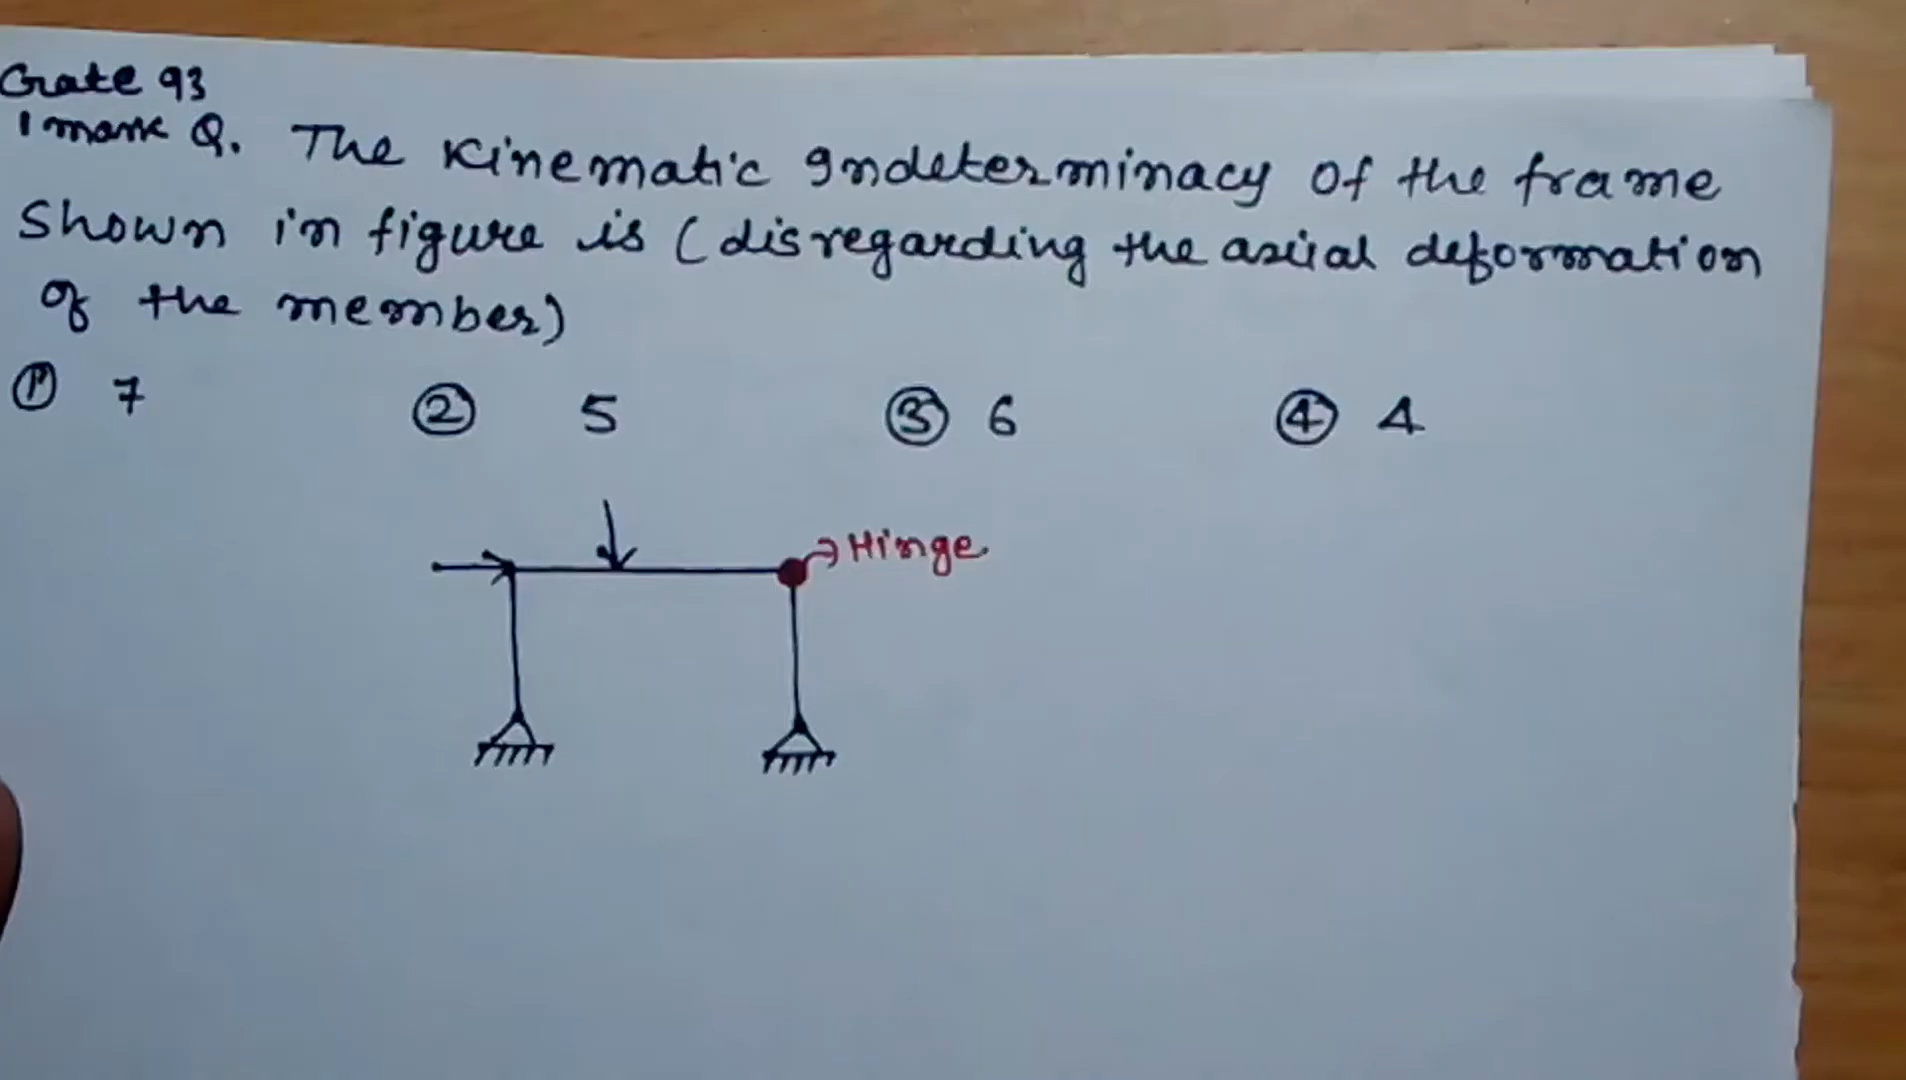 Gate 93
1 mark Q. The Kinematic Indeterminacy of the frame
Shown in figure is (disregarding the axial deformation
of the member)
① 7 ② 5 ③ 6 ④ 4
Hinge